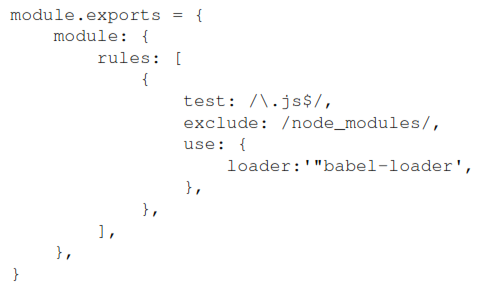 module.exports = {
    module: {
        rules: [
            {
                test: /\.js$/,
                exclude: /node_modules/,
                use: {
                    loader:'"babel-loader',
                },
            },
        ],
    },
}